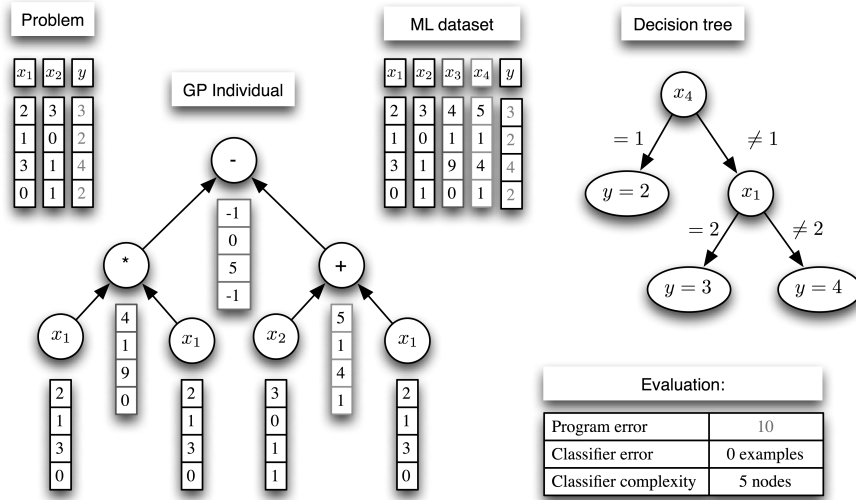 Problem
x1 x2 y
2 3 3
1 0 2
3 1 4
0 1 2
GP Individual
-
-1
0
5
-1
*
4
1
9
0
+
5
1
4
1
x1
2
1
3
0
x1
2
1
3
0
x2
3
0
1
1
x1
2
1
3
0
ML dataset
x1 x2 x3 x4 y
2 3 4 5 3
1 0 1 1 2
3 1 9 4 4
0 1 0 1 2
Decision tree
x4
= 1 ≠ 1
y = 2 x1
= 2 ≠ 2
y = 3 y = 4
Evaluation:
Program error 10
Classifier error 0 examples
Classifier complexity 5 nodes